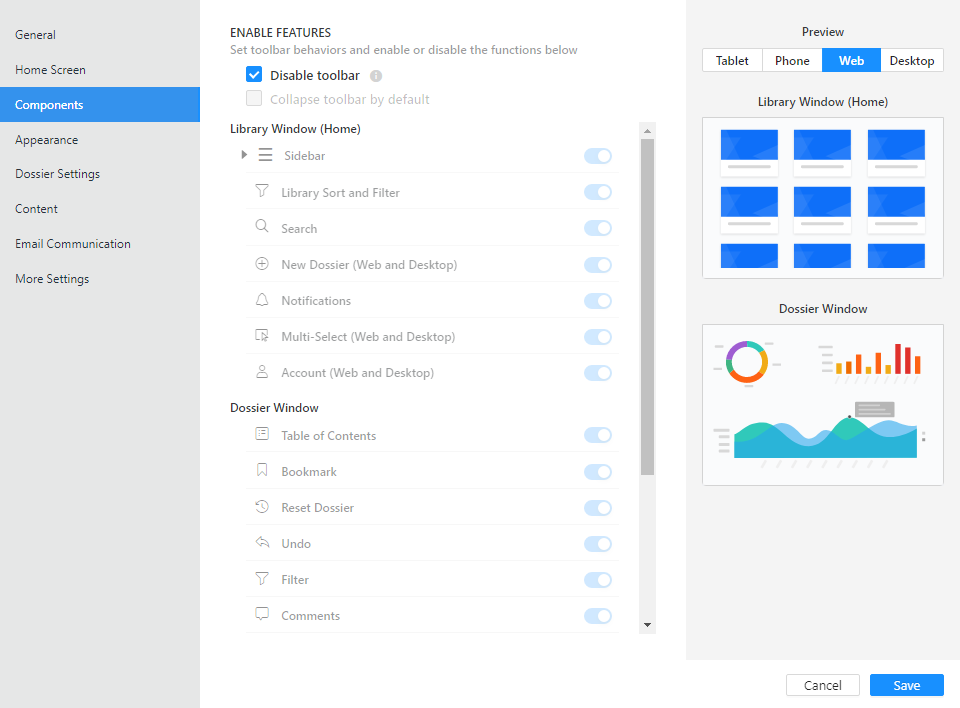 General
Home Screen
Components
Appearance
Dossier Settings
Content
Email Communication
More Settings
ENABLE FEATURES
Set toolbar behaviors and enable or disable the functions below
Disable toolbar
Collapse toolbar by default
Library Window (Home)
Sidebar
Library Sort and Filter
Search
New Dossier (Web and Desktop)
Notifications
Multi-Select (Web and Desktop)
Account (Web and Desktop)
Dossier Window
Table of Contents
Bookmark
Reset Dossier
Undo
Filter
Comments
Preview
Tablet Phone Web Desktop
Library Window (Home)
Dossier Window
Cancel Save